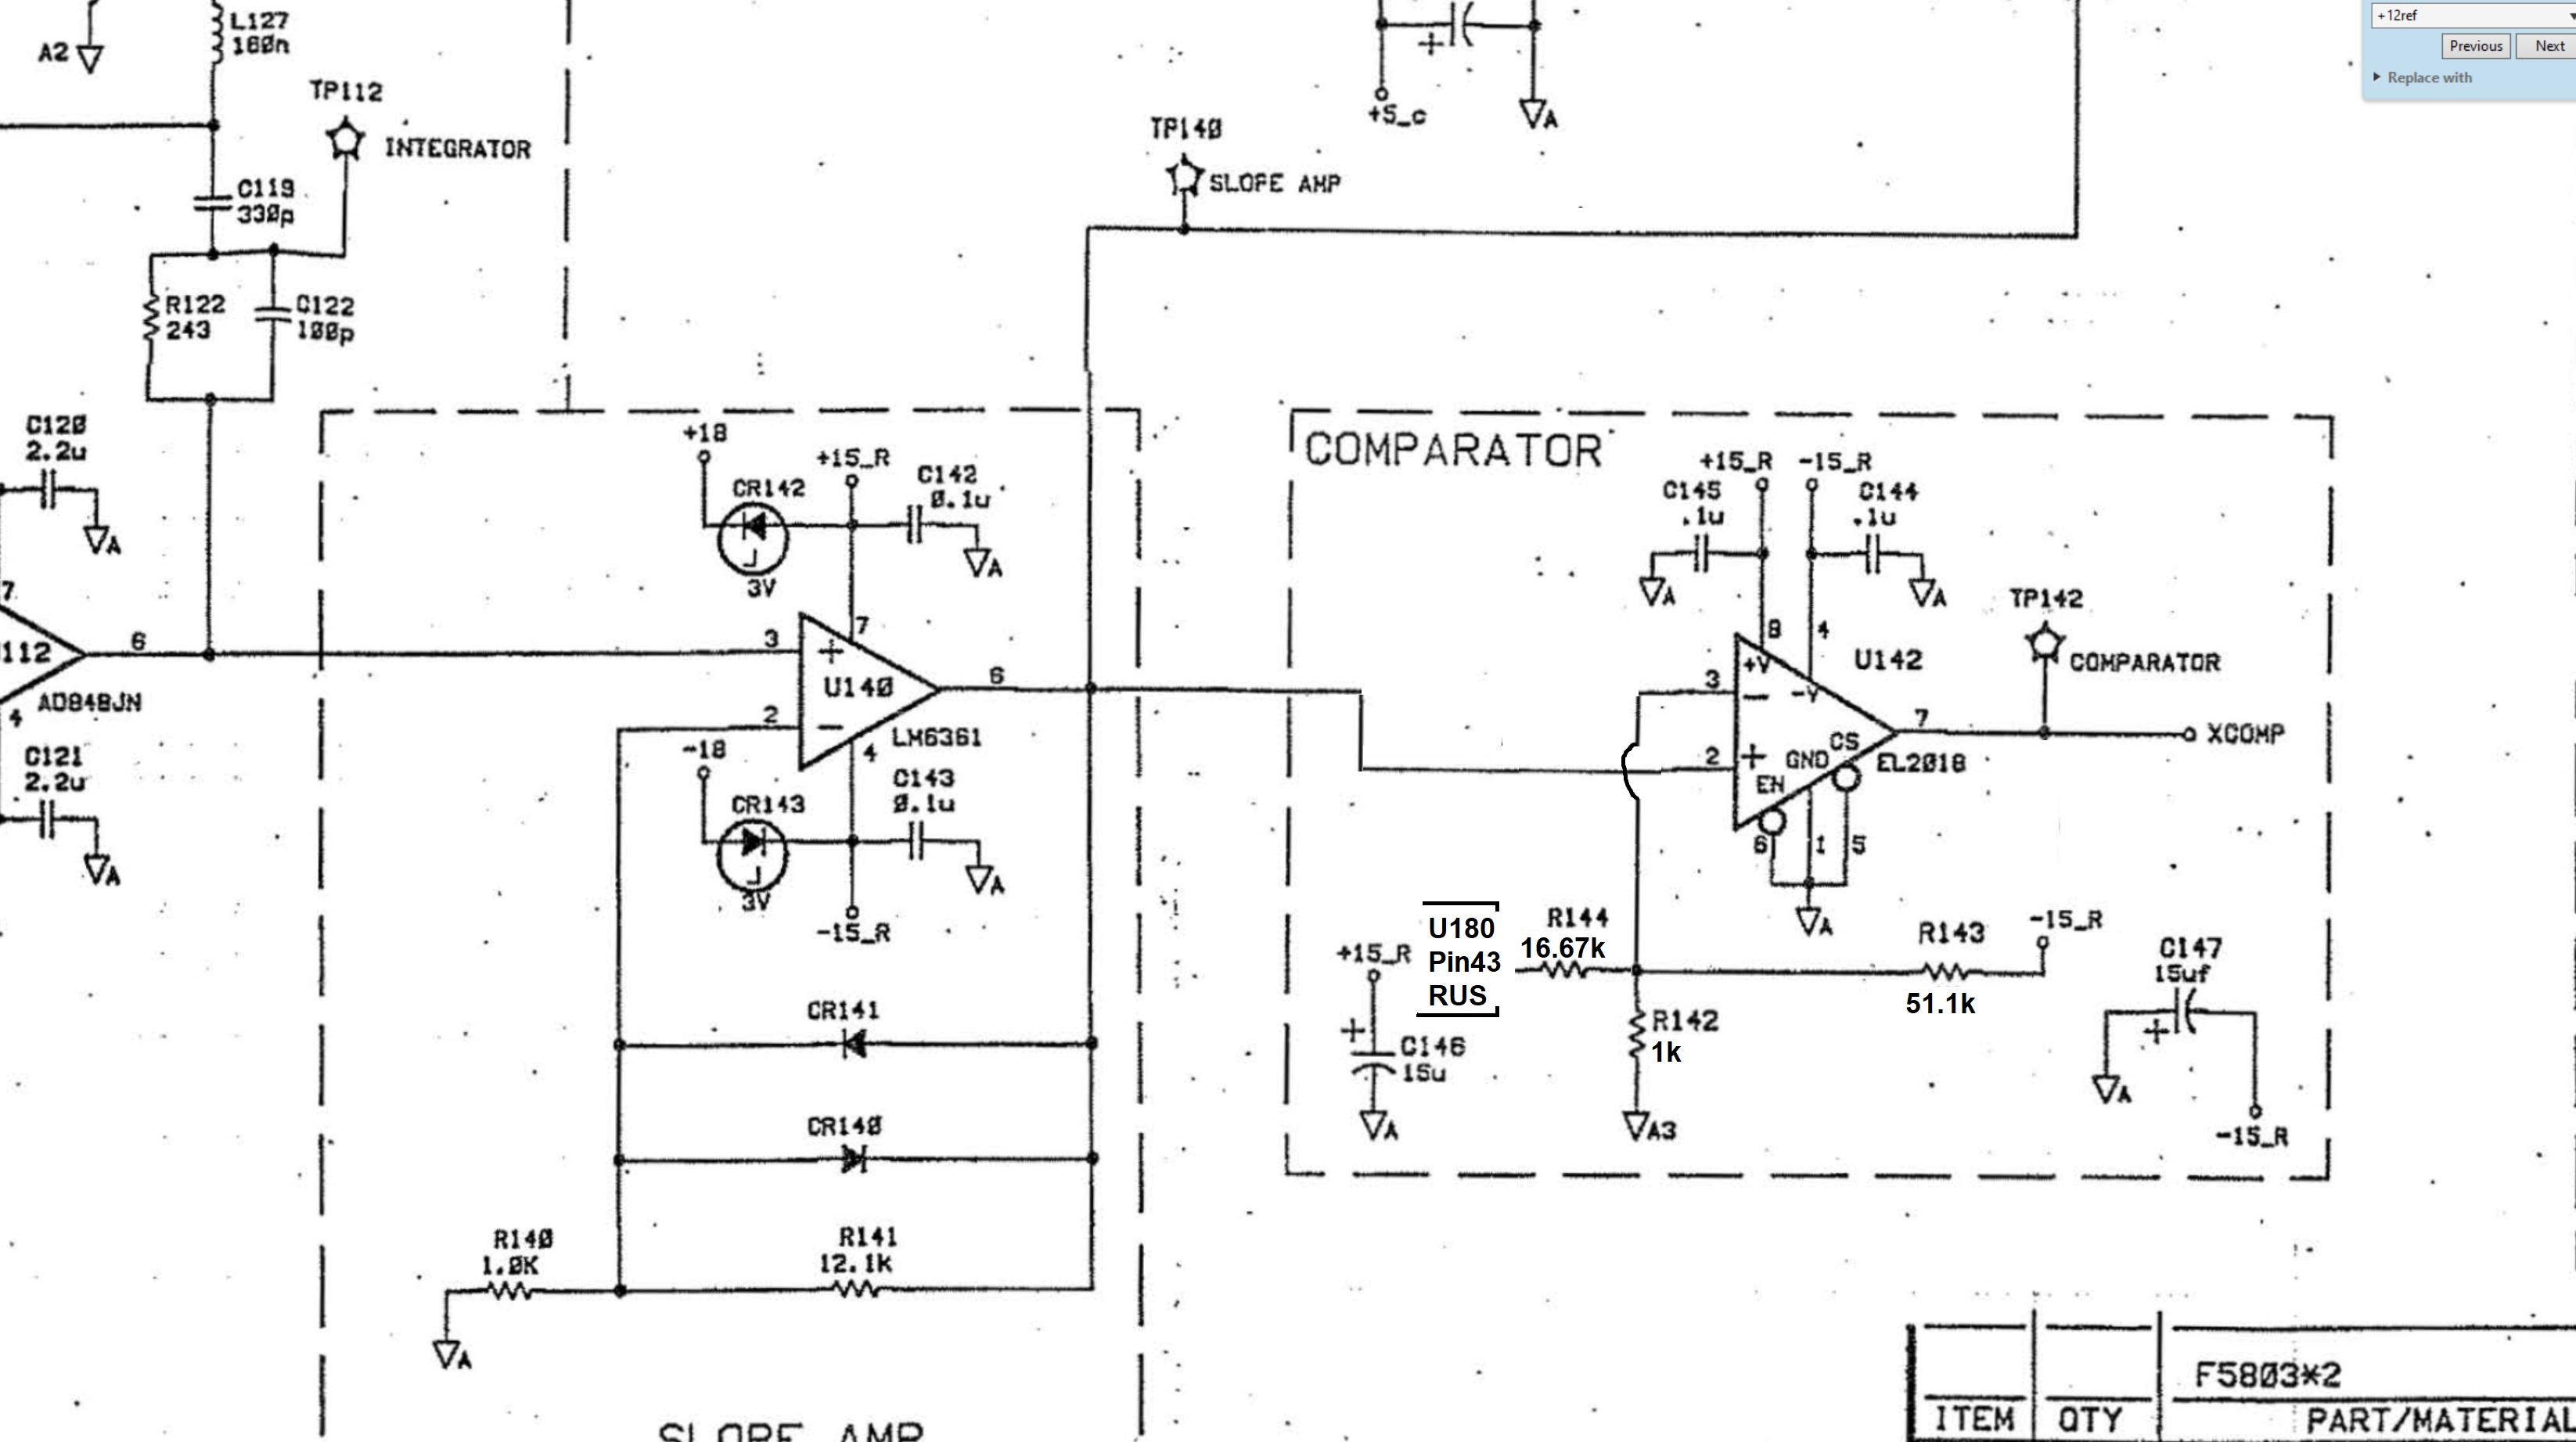 +12ref
Previous
Next
Replace with
L127
160n
A2
TP112
INTEGRATOR
C119
330p
R122
243
C122
100p
+5_c
A
TP140
SLOPE AMP
C120
2.2u
A
7
112
6
AD848JN
4
C121
2.2u
A
+18
+15_R
CR142
C142
0.1u
3V
A
3
7
+
U140
6
2
-
4
LM6361
-18
CR143
C143
0.1u
3V
A
-15_R
CR141
CR140
R140
1.0K
R141
12.1k
A
SLOPE AMP
COMPARATOR
+15_R
-15_R
C145
.1u
C144
.1u
A
A
8
4
+V
-V
U142
3
-
2
+
GND
CS
EN
EL2018
7
6
1
5
A
TP142
COMPARATOR
XCOMP
+15_R
U180
Pin43
RUS
R144
16.67k
R143
51.1k
-15_R
C147
15uf
+
C146
15u
A
R142
1k
A3
+
A
-15_R
F5803*2
ITEM
QTY
PART/MATERIAL